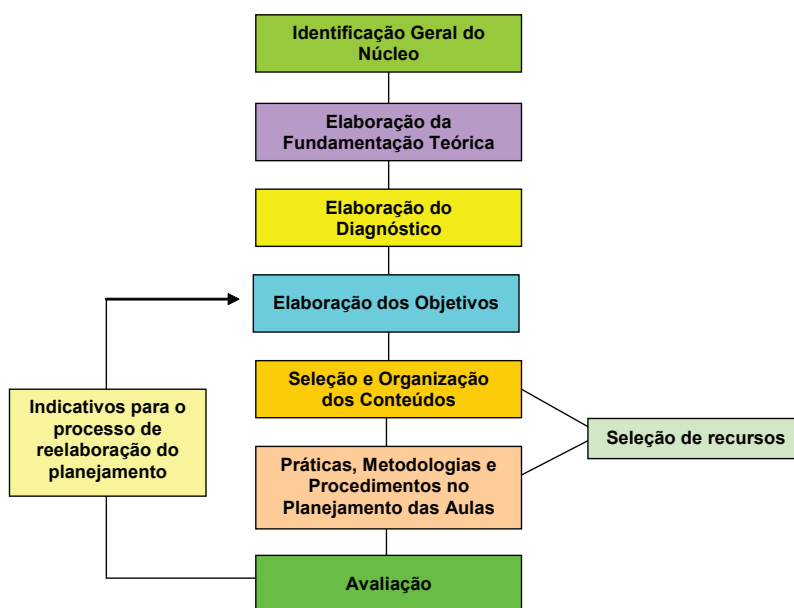 Identificação Geral do
Núcleo
Elaboração da
Fundamentação Teórica
Elaboração do
Diagnóstico
Elaboração dos Objetivos
Seleção e Organização
dos Conteúdos
Indicativos para o
processo de
reelaboração do
planejamento
Seleção de recursos
Práticas, Metodologias e
Procedimentos no
Planejamento das Aulas
Avaliação